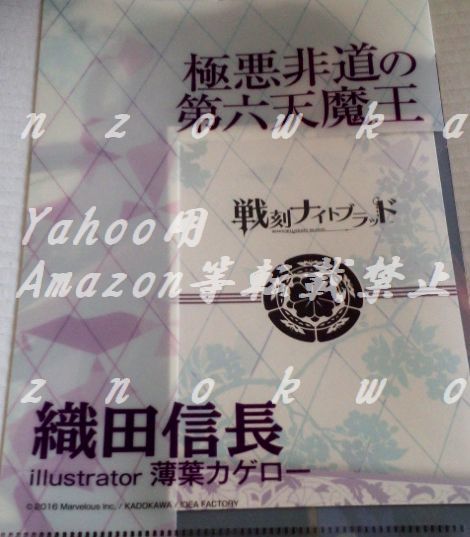 極悪非道の
第六天魔王
n z o w k a
戦刻ナイトブラッド
Yahoo用
Amazon等転載禁止
z n o k w o
織田信長
illustrator 薄葉カゲロー
©2016 Marvelous Inc. / KADOKAWA / IDEA FACTORY